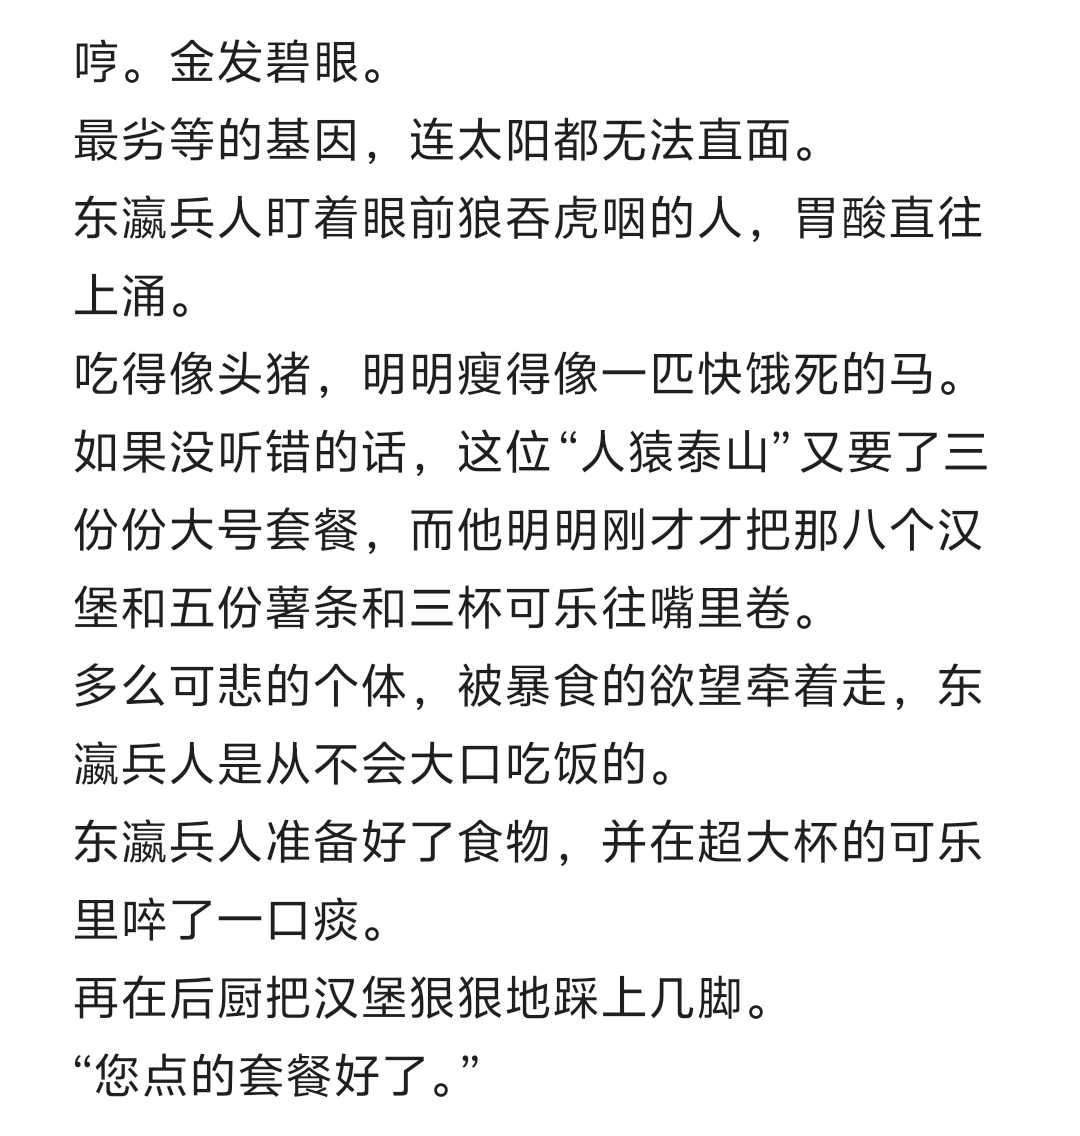 哼。金发碧眼。
最劣等的基因，连太阳都无法直面。
东瀛兵人盯着眼前狼吞虎咽的人，胃酸直往
上涌。
吃得像头猪，明明瘦得像一匹快饿死的马。
如果没听错的话，这位“人猿泰山”又要了三
份份大号套餐，而他明明刚才才把那八个汉
堡和五份薯条和三杯可乐往嘴里卷。
多么可悲的个体，被暴食的欲望牵着走，东
瀛兵人是从不会大口吃饭的。
东瀛兵人准备好了食物，并在超大杯的可乐
里啐了一口痰。
再在后厨把汉堡狠狠地踩上几脚。
“您点的套餐好了。”